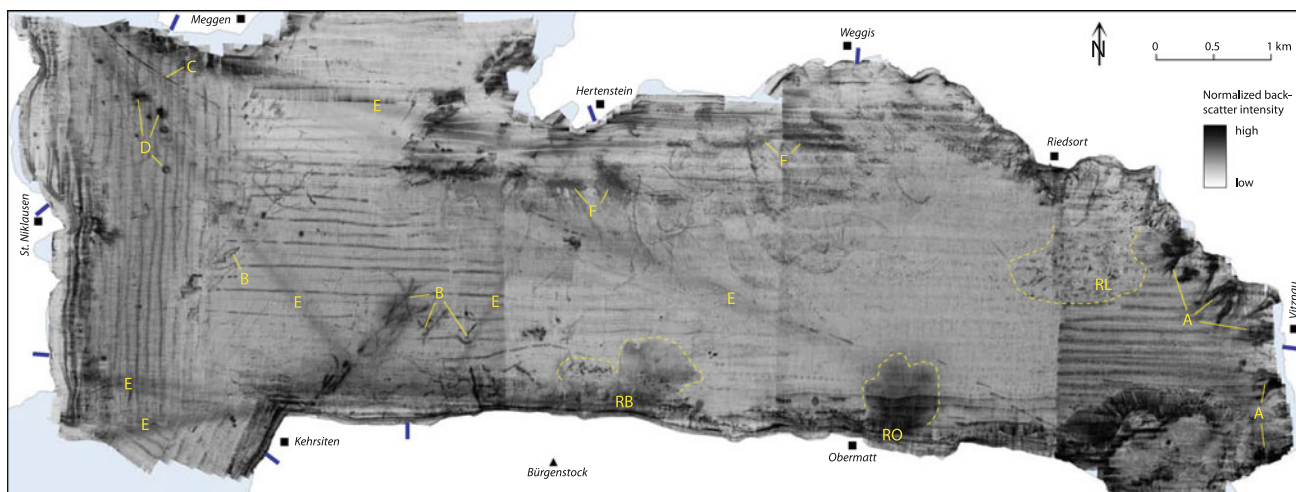 Meggen
Weggis
N
0 0.5 1 km
C
Hertenstein
E
Normalized back-
scatter intensity
high
low
D
F
Riedsort
F
St. Niklausen
B
B
E
E
E
RL
A
Vitznau
E
E
RB
RO
A
Kehrsiten
Obermatt
Bürgenstock